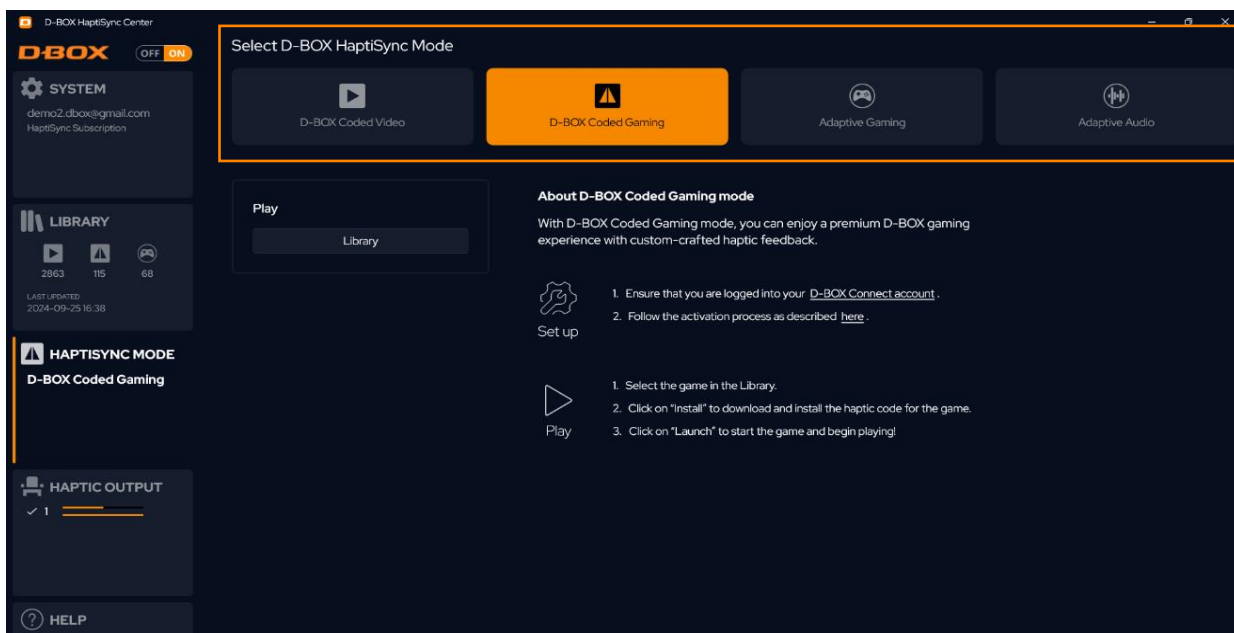 D-BOX HaptiSync Center
D-BOX
OFF ON
SYSTEM
demo2.dbox@gmail.com
HaptiSync Subscription
LIBRARY
2863 115 68
LAST UPDATED
2024-09-25 16:38
HAPTISYNC MODE
D-BOX Coded Gaming
HAPTIC OUTPUT
1
HELP
Select D-BOX HaptiSync Mode
D-BOX Coded Video
D-BOX Coded Gaming
Adaptive Gaming
Adaptive Audio
Play
Library
About D-BOX Coded Gaming mode
With D-BOX Coded Gaming mode, you can enjoy a premium D-BOX gaming
experience with custom-crafted haptic feedback.
Set up
1. Ensure that you are logged into your D-BOX Connect account.
2. Follow the activation process as described here.
Play
1. Select the game in the Library.
2. Click on "Install" to download and install the haptic code for the game.
3. Click on "Launch" to start the game and begin playing!